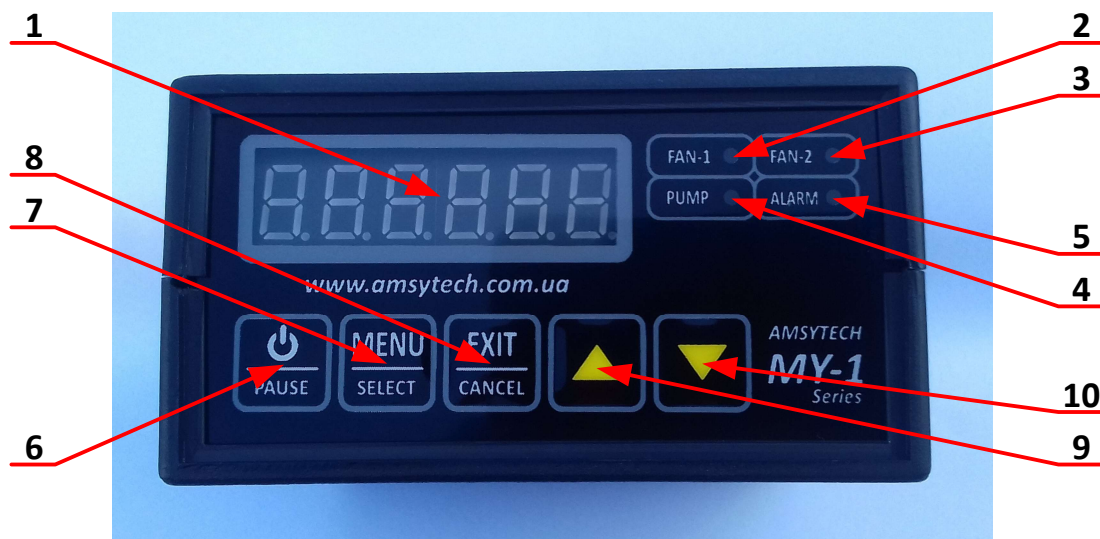 1
2
3
8
7
FAN-1
FAN-2
PUMP
ALARM
5
4
www.amsytech.com.ua
MENU
EXIT
PAUSE
SELECT
CANCEL
AMSYTECH
MY-1
Series
10
6
9